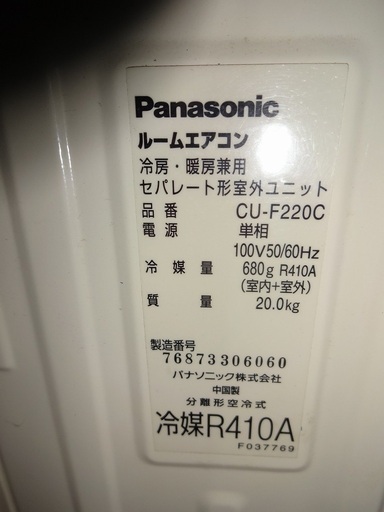 Panasonic
ルームエアコン
冷房・暖房兼用
セパレート形室外ユニット
品番 CU-F220C
電源 単相
100V50/60Hz
冷媒量 680g R410A
(室内+室外)
質量 20.0kg
製造番号
76873306060
パナソニック株式会社
中国製
分離形空冷式
冷媒R410A
F037769